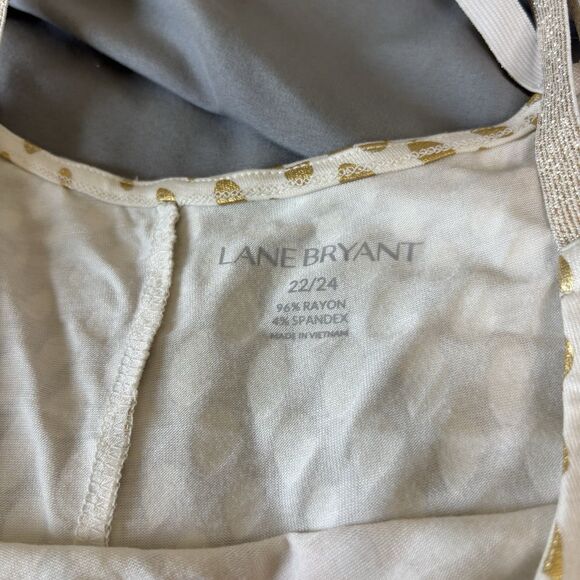 LANE BRYANT
22/24
96% RAYON
4% SPANDEX
MADE IN VIETNAM